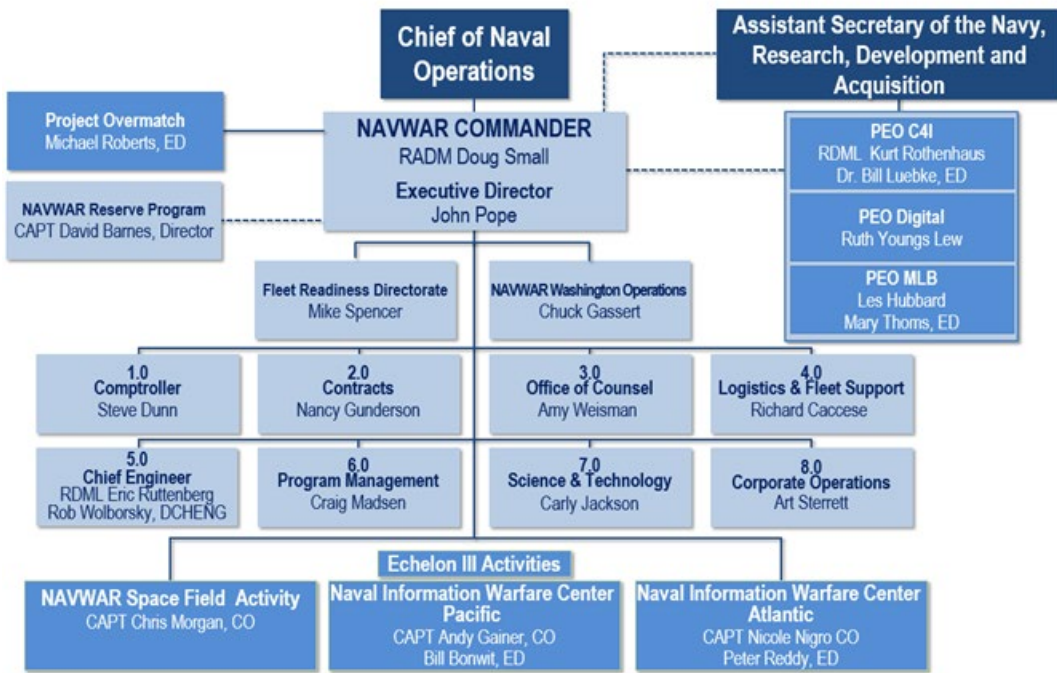 Chief of Naval
Operations
Assistant Secretary of the Navy,
Research, Development and
Acquisition
Project Overmatch
Michael Roberts, ED
NAVWAR COMMANDER
RADM Doug Small
Executive Director
John Pope
NAVWAR Reserve Program
CAPT David Barnes, Director
PEO C4I
RDML Kurt Rothenhaus
Dr. Bill Luebke, ED
PEO Digital
Ruth Youngs Lew
PEO MLB
Les Hubbard
Mary Thoms, ED
Fleet Readiness Directorate
Mike Spencer
NAVWAR Washington Operations
Chuck Gassert
1.0
Comptroller
Steve Dunn
2.0
Contracts
Nancy Gunderson
3.0
Office of Counsel
Amy Weisman
4.0
Logistics & Fleet Support
Richard Caccese
5.0
Chief Engineer
RDML Eric Ruttenberg
Rob Wolborsky, DCHENG
6.0
Program Management
Craig Madsen
7.0
Science & Technology
Carly Jackson
8.0
Corporate Operations
Art Sterrett
Echelon III Activities
NAVWAR Space Field Activity
CAPT Chris Morgan, CO
Naval Information Warfare Center
Pacific
CAPT Andy Gainer, CO
Bill Bonwit, ED
Naval Information Warfare Center
Atlantic
CAPT Nicole Nigro CO
Peter Reddy, ED